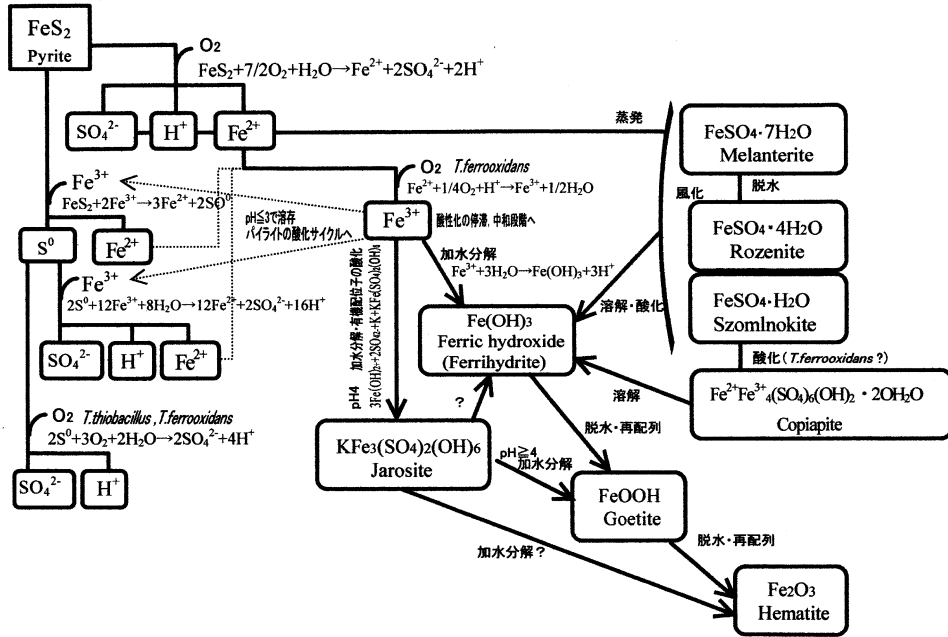 FeS2
Pyrite
O2
FeS2+7/2O2+H2O→Fe2++2SO42-+2H+
SO42-
H+
Fe2+
蒸発
FeSO4･7H2O
Melanterite
脱水
風化
FeSO4･4H2O
Rozenite
FeSO4･H2O
Szomlnokite
酸化(T.ferrooxidans?)
Fe2+Fe3+4(SO4)6(OH)2･2OH2O
Copiapite
O2 T.ferrooxidans
Fe2++1/4O2+H+→Fe3++1/2H2O
Fe3+
酸性化の停滞,中和段階へ
Fe3+
FeS2+2Fe3+→3Fe2++2S0
S0
Fe2+
pH≦3で溶存
パイライトの酸化サイクルへ
Fe3+
2S0+12Fe3++8H2O→12Fe2++2SO42-+16H+
SO42-
H+
Fe2+
加水分解
Fe3++3H2O→Fe(OH)3+3H+
溶解･酸化
Fe(OH)3
Ferric hydroxide
(Ferrihydrite)
溶解
pH4 加水分解･有機配位子の酸化
?
脱水･再配列
O2 T.thiobacillus,T.ferrooxidans
2S0+3O2+2H2O→2SO42-+4H+
SO42-
H+
KFe3(SO4)2(OH)6
Jarosite
pH≧4
加水分解
FeOOH
Goetite
加水分解?
脱水･再配列
Fe2O3
Hematite